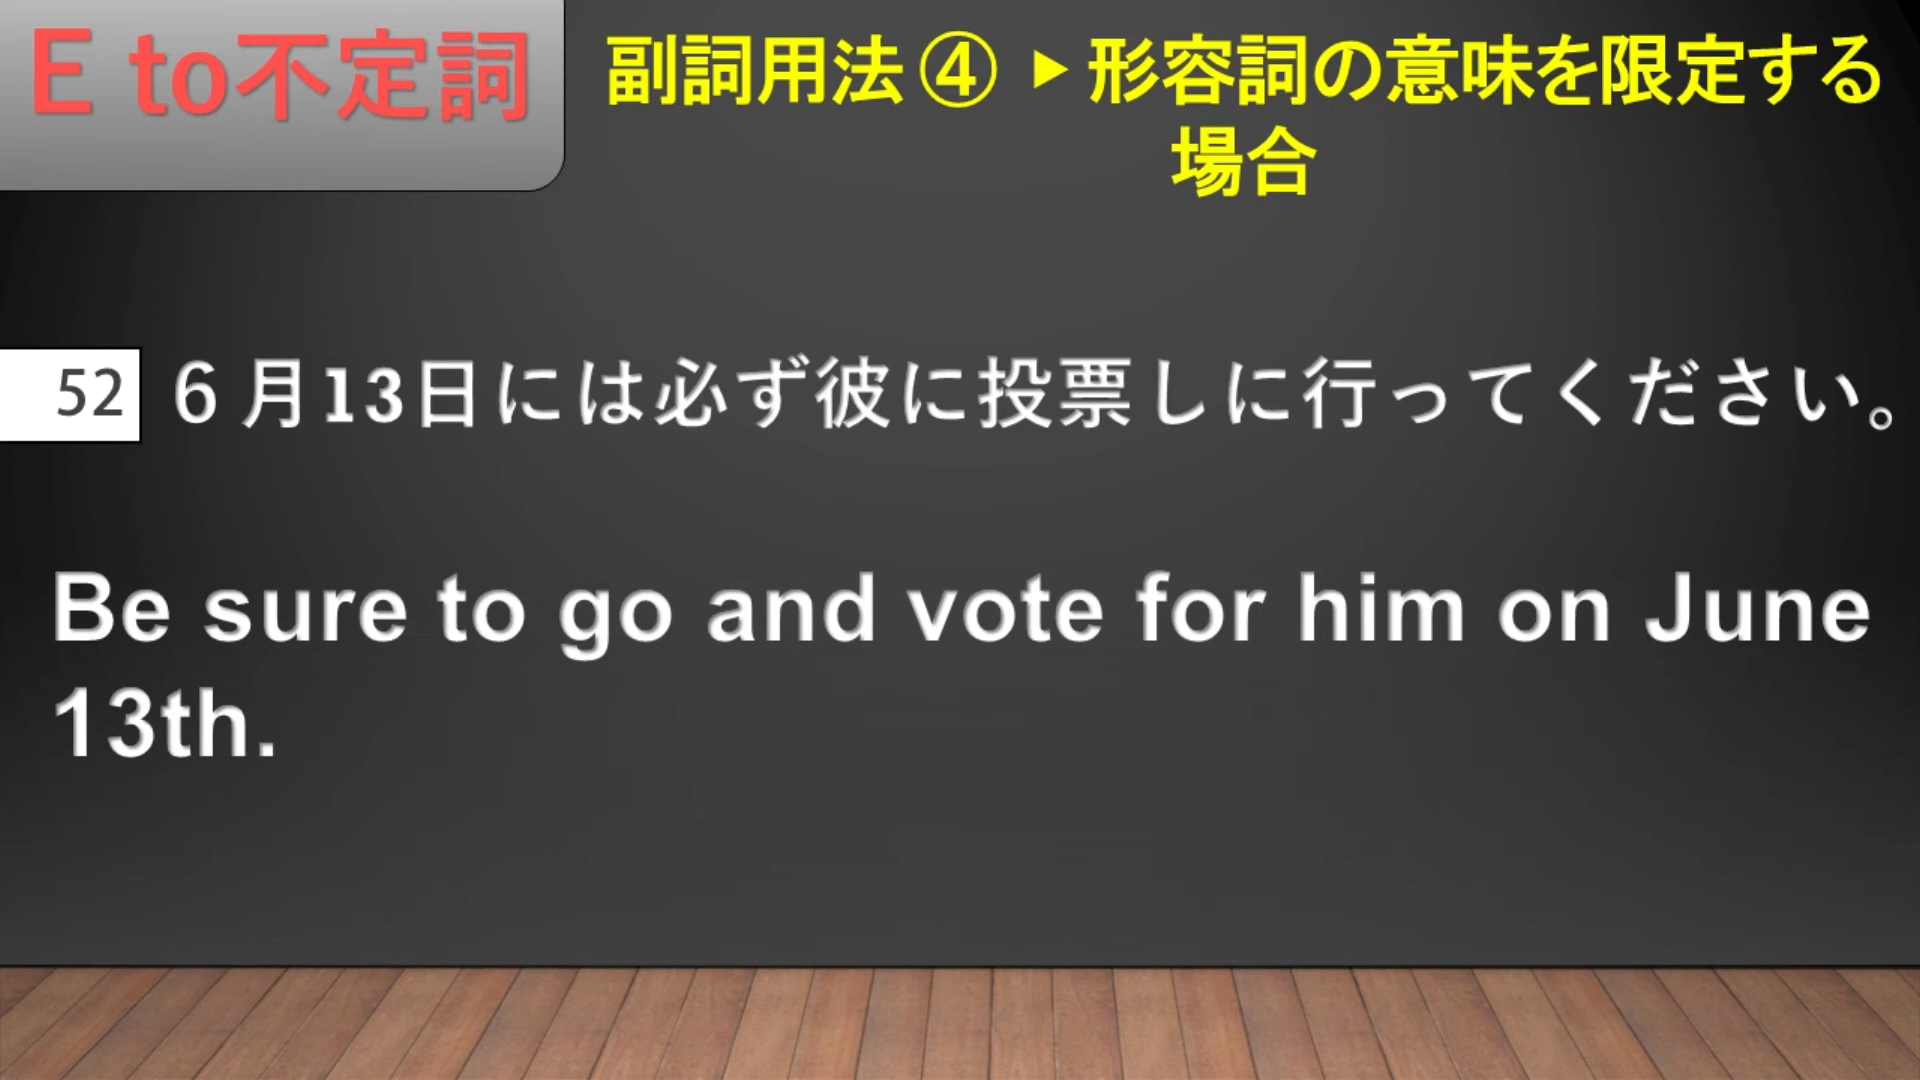 E to不定詞
副詞用法④ ▶形容詞の意味を限定する
場合
52
６月13日には必ず彼に投票しに行ってください。
Be sure to go and vote for him on June
13th.